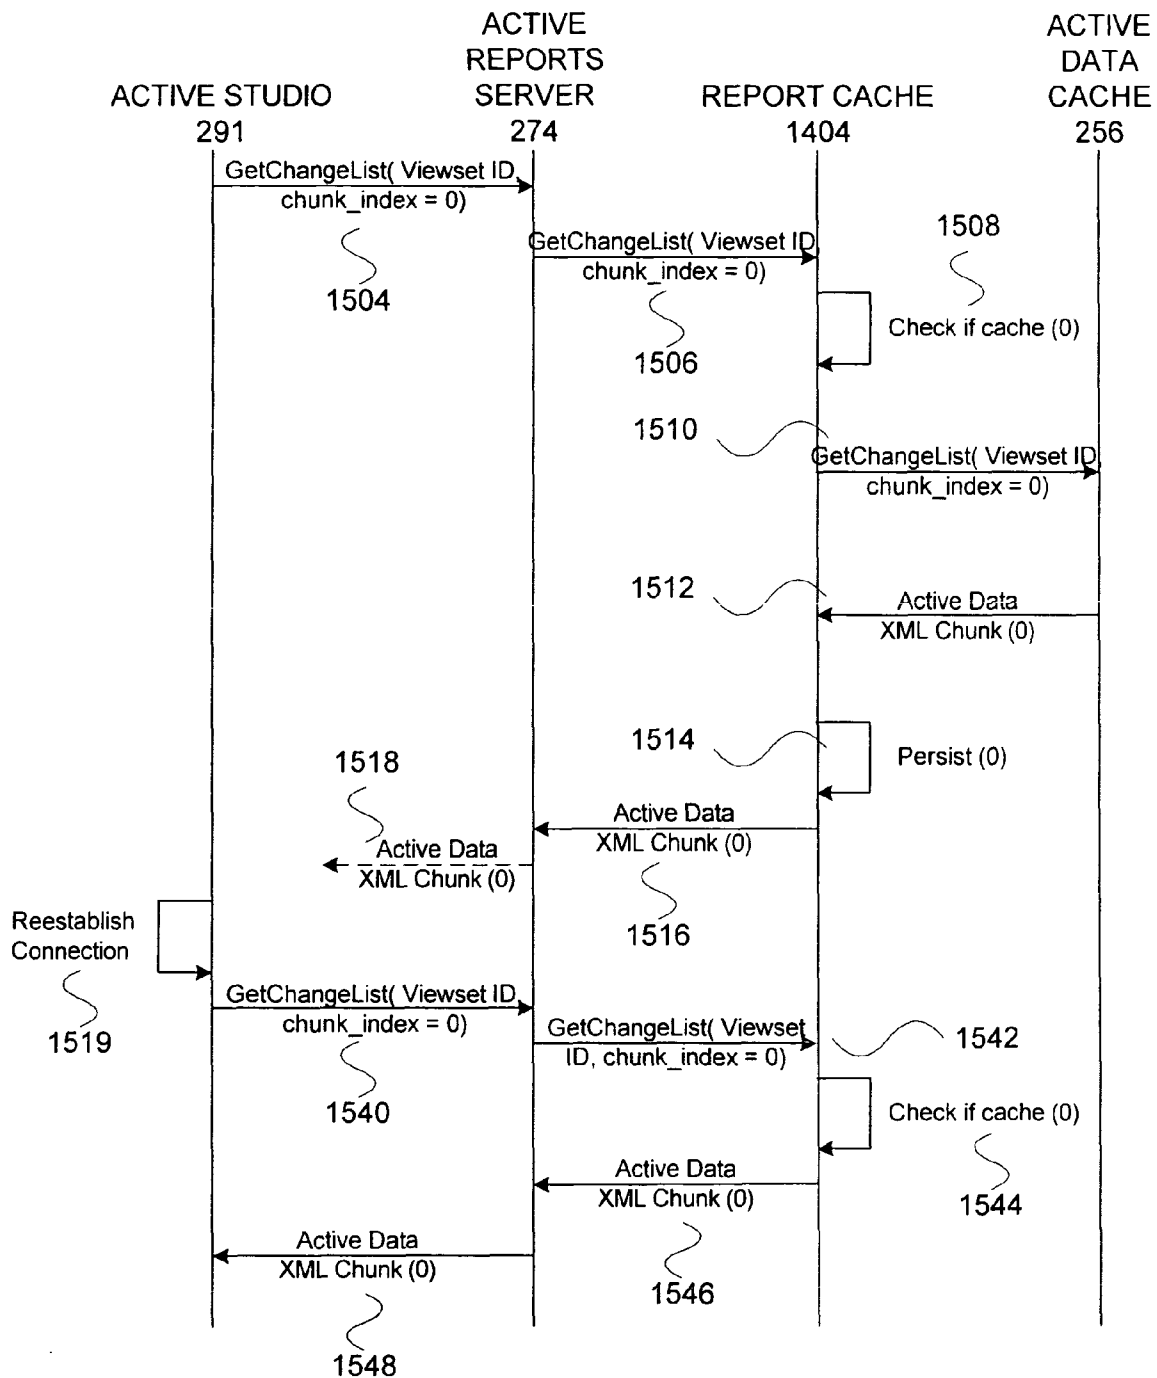 ACTIVE STUDIO
291
ACTIVE
REPORTS
SERVER
274
REPORT CACHE
1404
ACTIVE
DATA
CACHE
256
GetChangeList( Viewset ID,
chunk_index = 0)
1504
GetChangeList( Viewset ID,
chunk_index = 0)
1506
1508
Check if cache (0)
1510
GetChangeList( Viewset ID,
chunk_index = 0)
1512
Active Data
XML Chunk (0)
1514
Persist (0)
Active Data
XML Chunk (0)
1516
1518
Active Data
XML Chunk (0)
Reestablish
Connection
1519
GetChangeList( Viewset ID,
chunk_index = 0)
1540
GetChangeList( Viewset
ID, chunk_index = 0)
1542
Check if cache (0)
1544
Active Data
XML Chunk (0)
1546
Active Data
XML Chunk (0)
1548